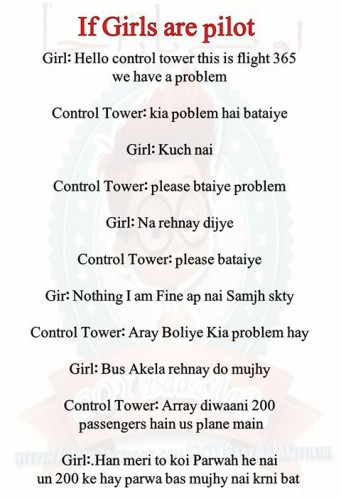 If Girls are pilot
Girl: Hello control tower this is flight 365
we have a problem
Control Tower: kia poblem hai bataiye
Girl: Kuch nai
Control Tower: please btaiye problem
Girl: Na rehnay dijye
Control Tower: please bataiye
Gir: Nothing I am Fine ap nai Samjh skty
Control Tower: Aray Boliye Kia problem hay
Girl: Bus Akela rehnay do mujhy
Control Tower: Array diwaani 200
passengers hain us plane main
Girl:.Han meri to koi Parwah he nai
un 200 ke hay parwa bas mujhy nai krni bat